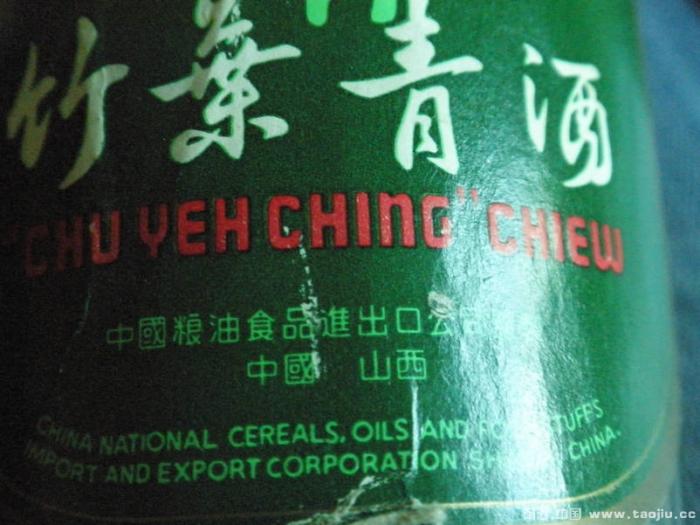 竹葉青酒
"CHU YEH CHING" CHIEW
中國粮油食品進出口公
中國 山西
CHINA NATIONAL CEREALS, OILS AND
IMPORT AND EXPORT CORPORATION CHINA.
www.taojiu.cc